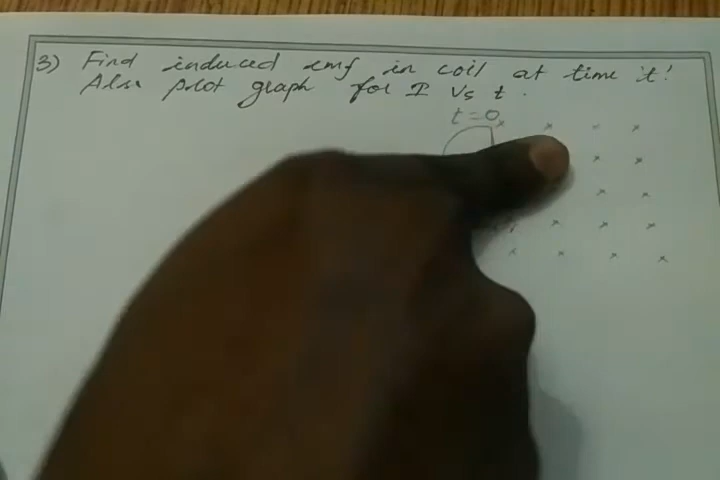 3) Find induced emf in coil at time 't'
Also plot graph for I Vs t .
t=0